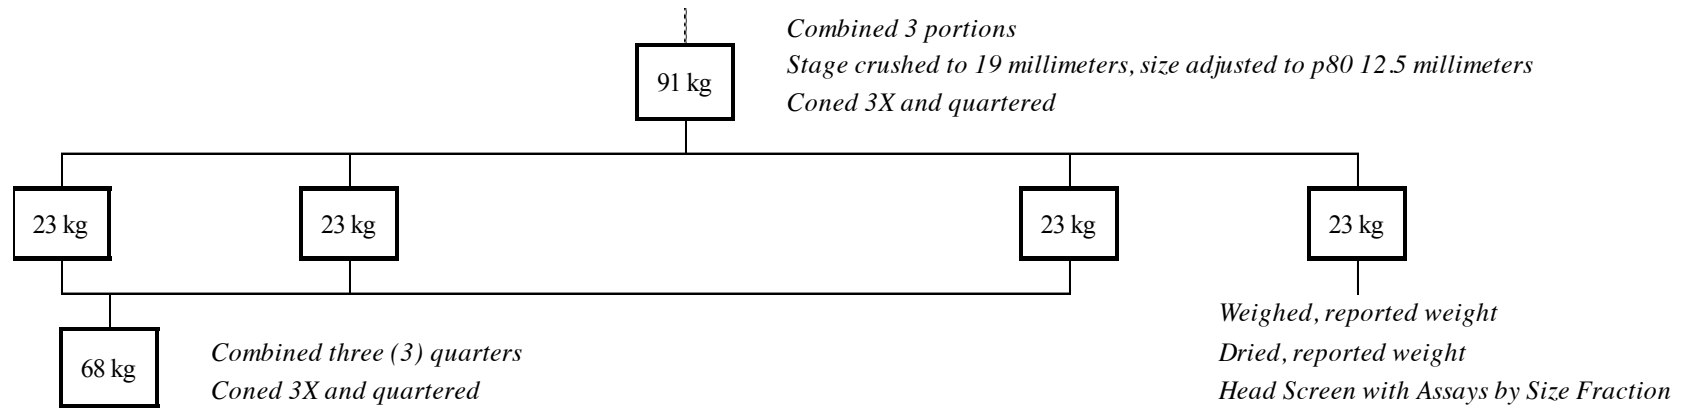 Combined 3 portions
91 kg
Stage crushed to 19 millimeters, size adjusted to p80 12.5 millimeters
Coned 3X and quartered
23 kg
23 kg
23 kg
23 kg
Weighed, reported weight
Dried, reported weight
Head Screen with Assays by Size Fraction
68 kg
Combined three (3) quarters
Coned 3X and quartered